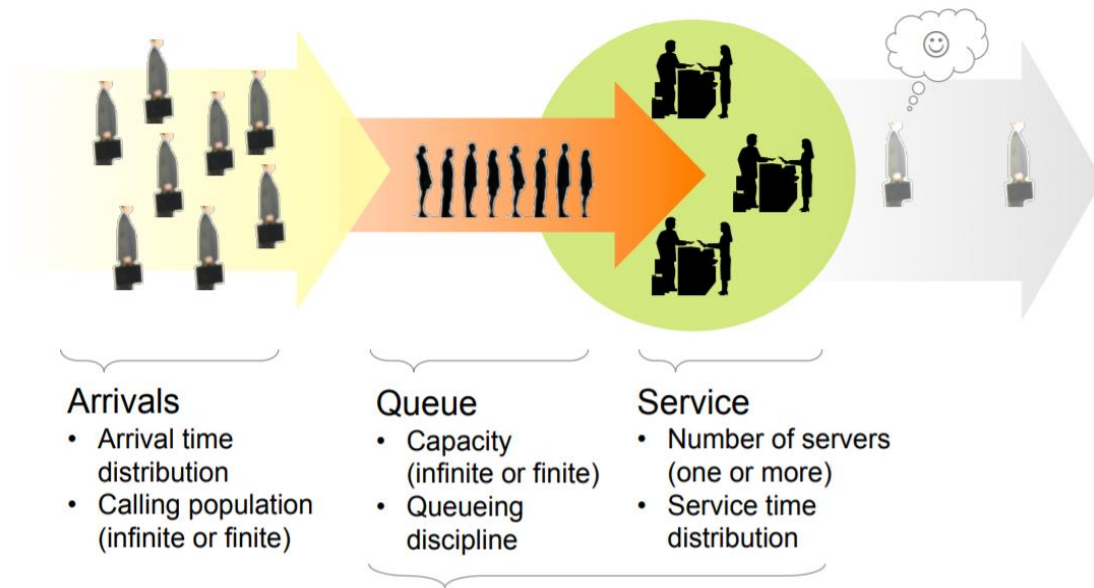 Arrivals
• Arrival time
distribution
• Calling population
(infinite or finite)
Queue
• Capacity
(infinite or finite)
• Queueing
discipline
Service
• Number of servers
(one or more)
• Service time
distribution